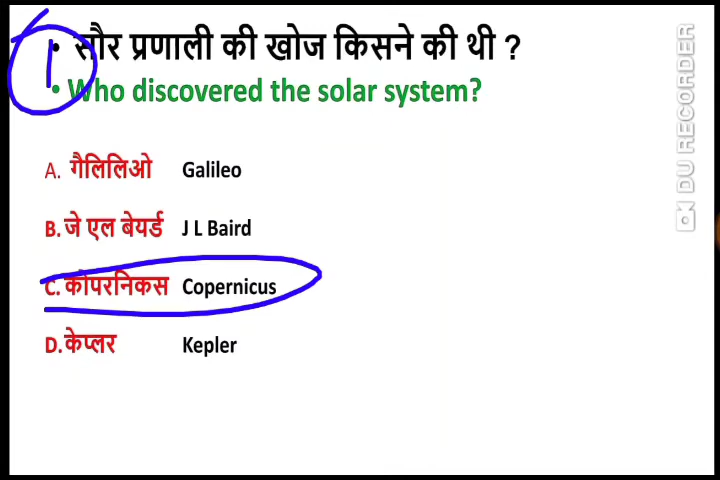 1
• सौर प्रणाली की खोज किसने की थी ?
• Who discovered the solar system?
A. गैलिलिओ Galileo
B. जे एल बेयर्ड J L Baird
C. कोपरनिकस Copernicus
D. केप्लर Kepler
DU RECORDER